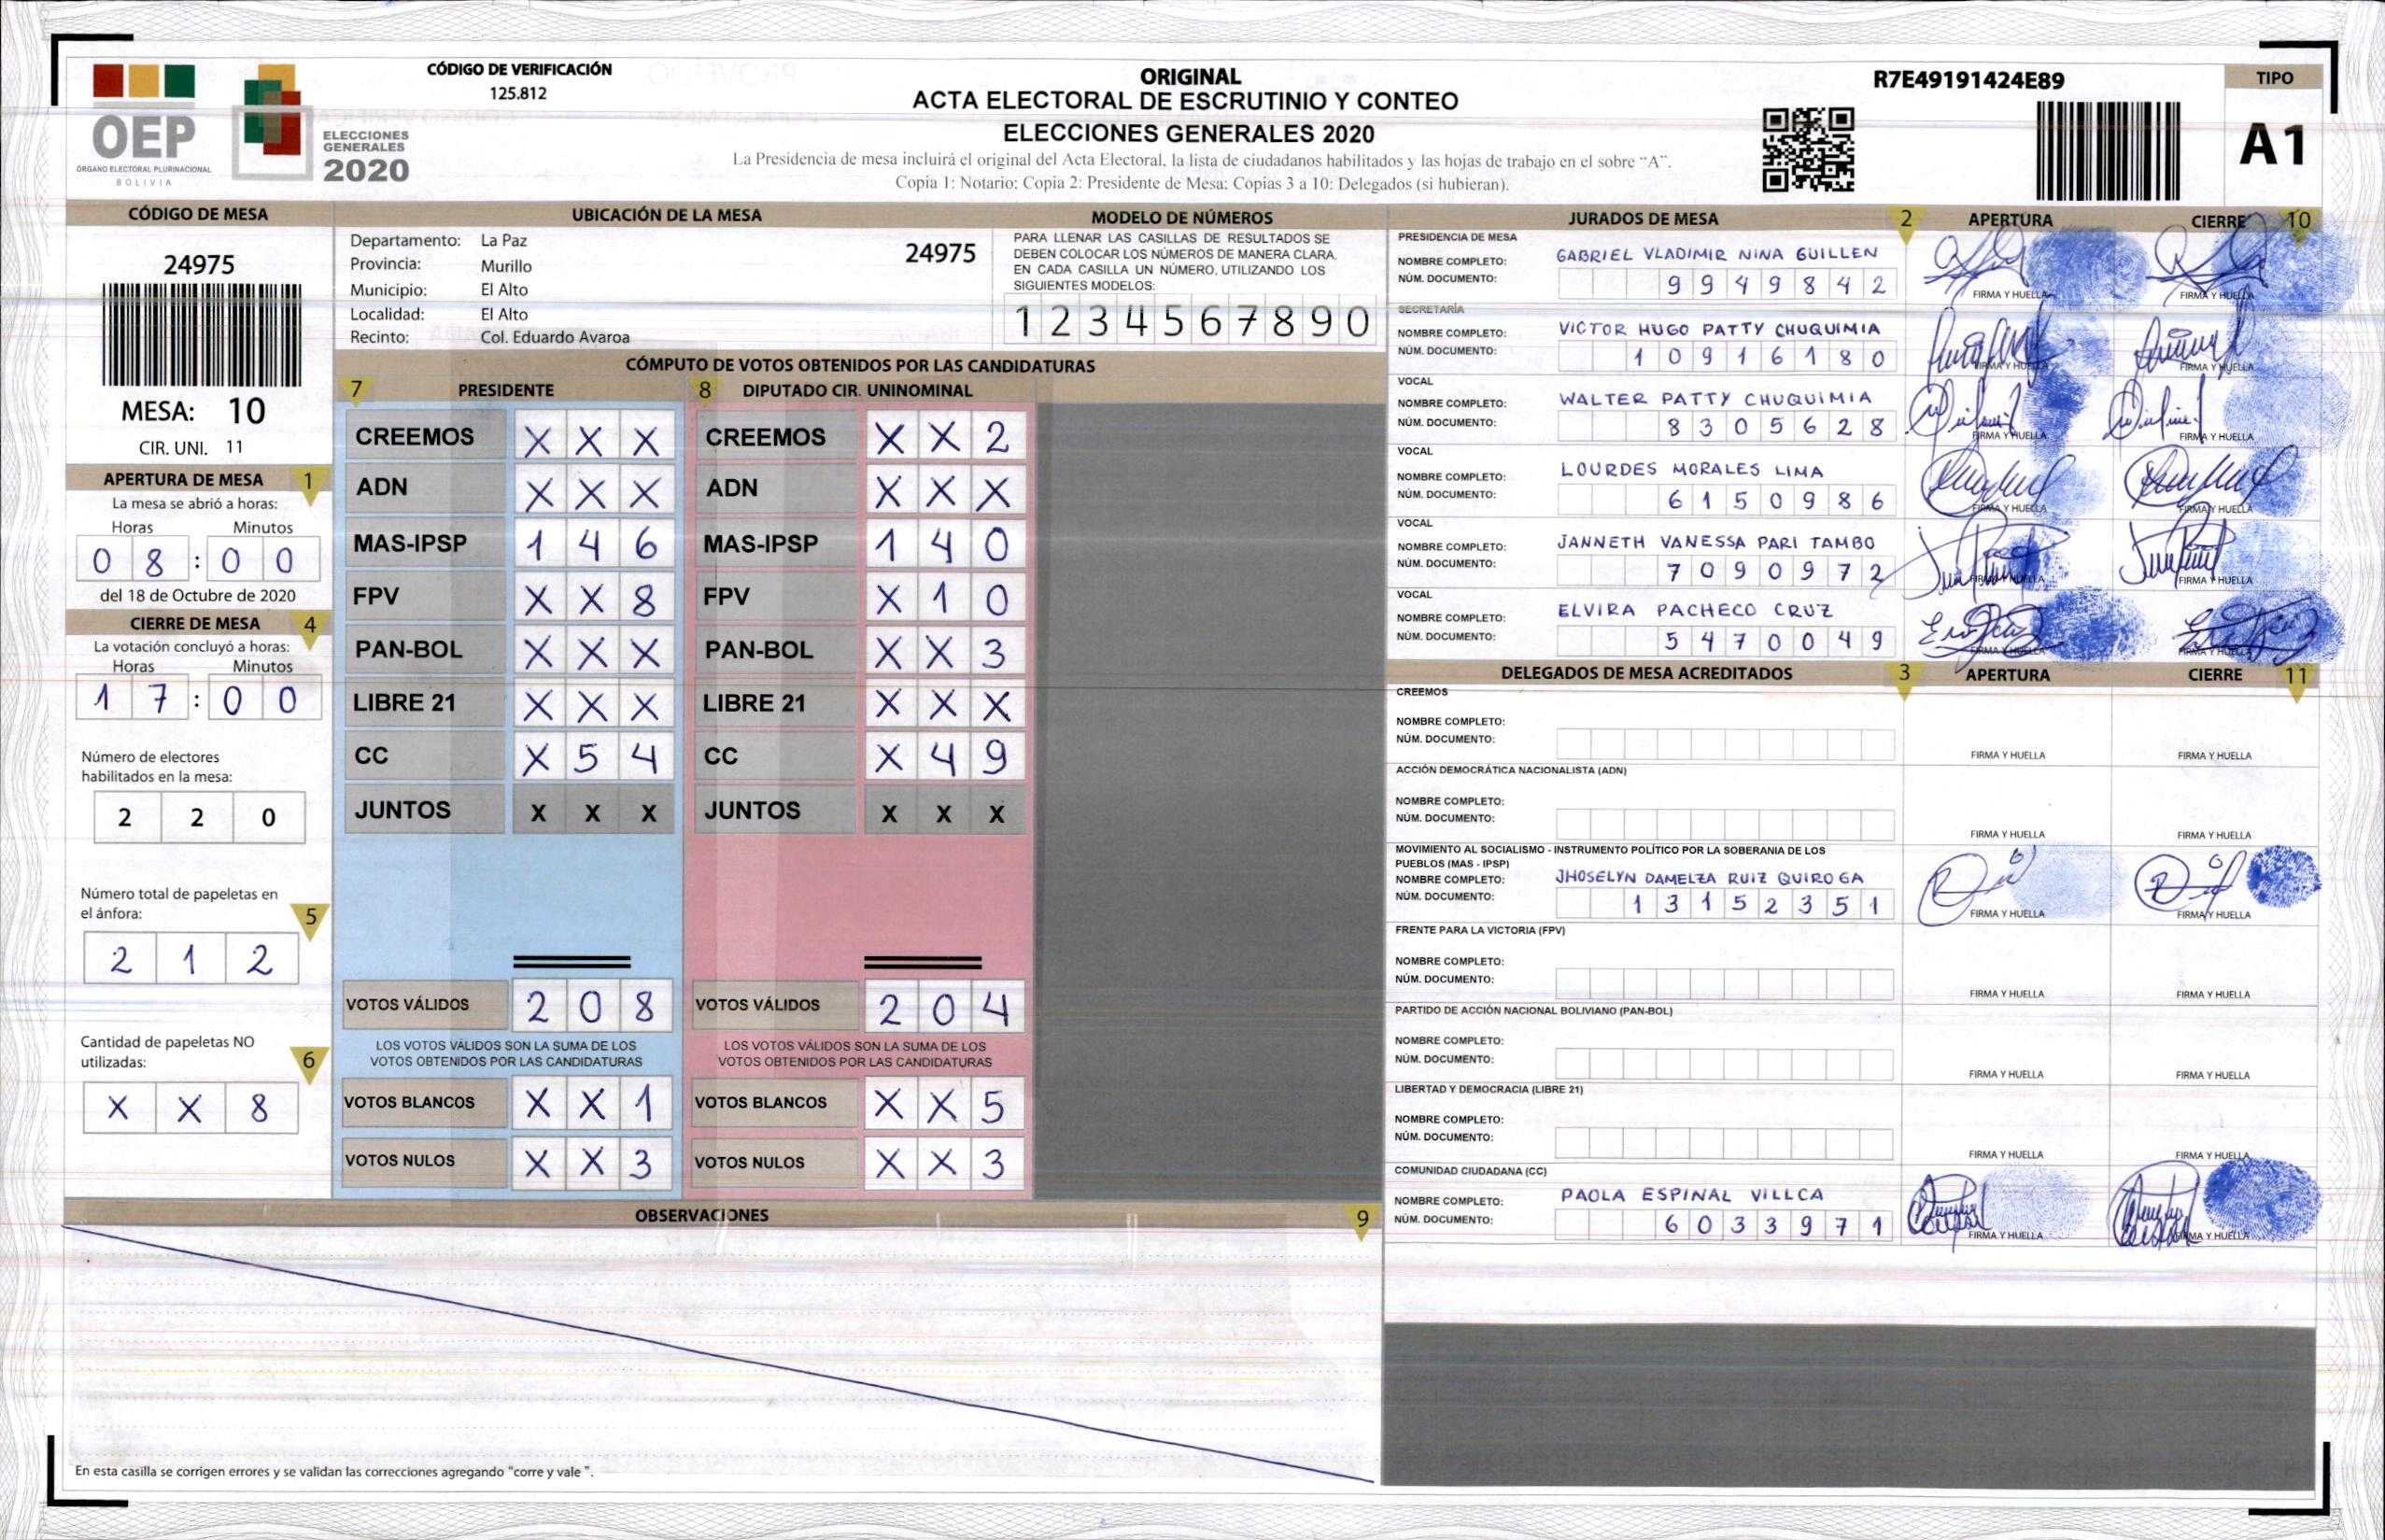 OEP
ÓRGANO ELECTORAL PLURINACIONAL
BOLIVIA
ELECCIONES
GENERALES
2020
CÓDIGO DE VERIFICACIÓN
125.812
ORIGINAL
ACTA ELECTORAL DE ESCRUTINIO Y CONTEO
ELECCIONES GENERALES 2020
La Presidencia de mesa incluirá el original del Acta Electoral, la lista de ciudadanos habilitados y las hojas de trabajo en el sobre “A”.
Copia 1: Notario; Copia 2: Presidente de Mesa; Copias 3 a 10: Delegados (si hubieran).
R7E49191424E89
TIPO
A1
CÓDIGO DE MESA
24975
MESA: 10
CIR. UNI. 11
APERTURA DE MESA 1
La mesa se abrió a horas:
Horas Minutos
0 8 : 0 0
del 18 de Octubre de 2020
CIERRE DE MESA 4
La votación concluyó a horas:
Horas Minutos
1 7 : 0 0
Número de electores
habilitados en la mesa:
2 2 0
Número total de papeletas en
el ánfora: 5
2 1 2
Cantidad de papeletas NO
utilizadas: 6
X X 8
UBICACIÓN DE LA MESA
Departamento: La Paz 24975
Provincia: Murillo
Municipio: El Alto
Localidad: El Alto
Recinto: Col. Eduardo Avaroa
MODELO DE NÚMEROS
PARA LLENAR LAS CASILLAS DE RESULTADOS SE
DEBEN COLOCAR LOS NÚMEROS DE MANERA CLARA.
EN CADA CASILLA UN NÚMERO, UTILIZANDO LOS
SIGUIENTES MODELOS:
1 2 3 4 5 6 7 8 9 0
CÓMPUTO DE VOTOS OBTENIDOS POR LAS CANDIDATURAS
7 PRESIDENTE 8 DIPUTADO CIR. UNINOMINAL
CREEMOS X X X CREEMOS X X 2
ADN X X X ADN X X X
MAS-IPSP 1 4 6 MAS-IPSP 1 4 0
FPV X X 8 FPV X 1 0
PAN-BOL X X X PAN-BOL X X 3
LIBRE 21 X X X LIBRE 21 X X X
CC X 5 4 CC X 4 9
JUNTOS X X X JUNTOS X X X
VOTOS VÁLIDOS 2 0 8 VOTOS VÁLIDOS 2 0 4
LOS VOTOS VÁLIDOS SON LA SUMA DE LOS LOS VOTOS VÁLIDOS SON LA SUMA DE LOS
VOTOS OBTENIDOS POR LAS CANDIDATURAS VOTOS OBTENIDOS POR LAS CANDIDATURAS
VOTOS BLANCOS X X 1 VOTOS BLANCOS X X 5
VOTOS NULOS X X 3 VOTOS NULOS X X 3
OBSERVACIONES 9
En esta casilla se corrigen errores y se validan las correcciones agregando "corre y vale ".
JURADOS DE MESA 2 APERTURA CIERRE 10
PRESIDENCIA DE MESA
NOMBRE COMPLETO: GABRIEL VLADIMIR NINA GUILLEN
NÚM. DOCUMENTO: 9 9 4 9 8 4 2
FIRMA Y HUELLA FIRMA Y HUELLA
SECRETARÍA
NOMBRE COMPLETO: VICTOR HUGO PATTY CHUQUIMIA
NÚM. DOCUMENTO: 1 0 9 1 6 1 8 0
FIRMA Y HUELLA FIRMA Y HUELLA
VOCAL
NOMBRE COMPLETO: WALTER PATTY CHUQUIMIA
NÚM. DOCUMENTO: 8 3 0 5 6 2 8
FIRMA Y HUELLA FIRMA Y HUELLA
VOCAL
NOMBRE COMPLETO: LOURDES MORALES LIMA
NÚM. DOCUMENTO: 6 1 5 0 9 8 6
FIRMA Y HUELLA FIRMA Y HUELLA
VOCAL
NOMBRE COMPLETO: JANNETH VANESSA PARI TAMBO
NÚM. DOCUMENTO: 7 0 9 0 9 7 2
FIRMA Y HUELLA FIRMA Y HUELLA
VOCAL
NOMBRE COMPLETO: ELVIRA PACHECO CRUZ
NÚM. DOCUMENTO: 5 4 7 0 0 4 9
FIRMA Y HUELLA FIRMA Y HUELLA
DELEGADOS DE MESA ACREDITADOS 3 APERTURA CIERRE 11
CREEMOS
NOMBRE COMPLETO:
NÚM. DOCUMENTO:
FIRMA Y HUELLA FIRMA Y HUELLA
ACCIÓN DEMOCRÁTICA NACIONALISTA (ADN)
NOMBRE COMPLETO:
NÚM. DOCUMENTO:
FIRMA Y HUELLA FIRMA Y HUELLA
MOVIMIENTO AL SOCIALISMO - INSTRUMENTO POLÍTICO POR LA SOBERANIA DE LOS
PUEBLOS (MAS - IPSP)
NOMBRE COMPLETO: JHOSELYN DAMELZA RUIZ QUIROGA
NÚM. DOCUMENTO: 1 3 1 5 2 3 5 1
FIRMA Y HUELLA FIRMA Y HUELLA
FRENTE PARA LA VICTORIA (FPV)
NOMBRE COMPLETO:
NÚM. DOCUMENTO:
FIRMA Y HUELLA FIRMA Y HUELLA
PARTIDO DE ACCIÓN NACIONAL BOLIVIANO (PAN-BOL)
NOMBRE COMPLETO:
NÚM. DOCUMENTO:
FIRMA Y HUELLA FIRMA Y HUELLA
LIBERTAD Y DEMOCRACIA (LIBRE 21)
NOMBRE COMPLETO:
NÚM. DOCUMENTO:
FIRMA Y HUELLA FIRMA Y HUELLA
COMUNIDAD CIUDADANA (CC)
NOMBRE COMPLETO: PAOLA ESPINAL VILLCA
NÚM. DOCUMENTO: 6 0 3 3 9 7 1
FIRMA Y HUELLA FIRMA Y HUELLA